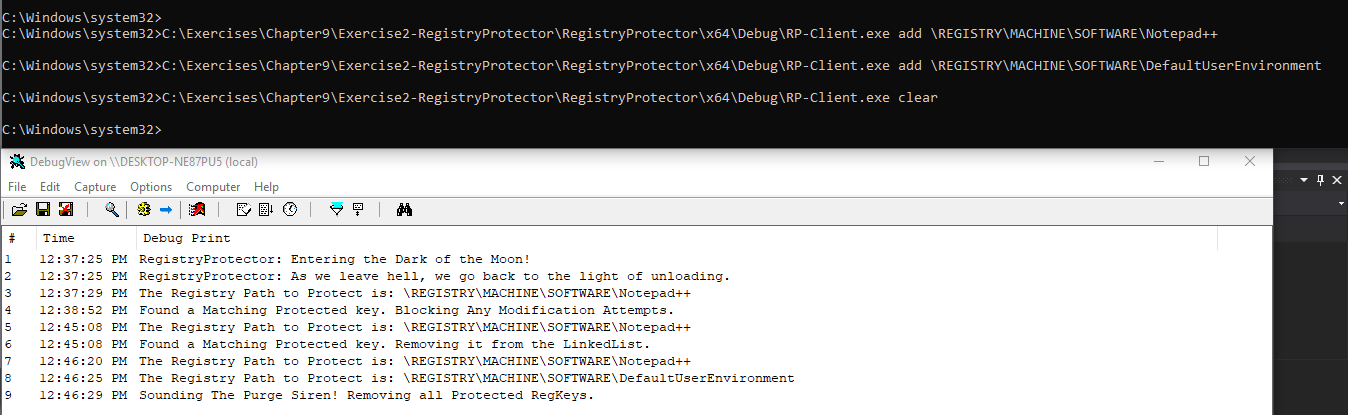 C:\Windows\system32>
C:\Windows\system32>C:\Exercises\Chapter9\Exercise2-RegistryProtector\RegistryProtector\x64\Debug\RP-Client.exe add \REGISTRY\MACHINE\SOFTWARE\Notepad++
C:\Windows\system32>C:\Exercises\Chapter9\Exercise2-RegistryProtector\RegistryProtector\x64\Debug\RP-Client.exe add \REGISTRY\MACHINE\SOFTWARE\DefaultUserEnvironment
C:\Windows\system32>C:\Exercises\Chapter9\Exercise2-RegistryProtector\RegistryProtector\x64\Debug\RP-Client.exe clear
C:\Windows\system32>
DebugView on \\DESKTOP-NE87PU5 (local)
File Edit Capture Options Computer Help
# Time Debug Print
1 12:37:25 PM RegistryProtector: Entering the Dark of the Moon!
2 12:37:25 PM RegistryProtector: As we leave hell, we go back to the light of unloading.
3 12:37:29 PM The Registry Path to Protect is: \REGISTRY\MACHINE\SOFTWARE\Notepad++
4 12:38:52 PM Found a Matching Protected key. Blocking Any Modification Attempts.
5 12:45:08 PM The Registry Path to Protect is: \REGISTRY\MACHINE\SOFTWARE\Notepad++
6 12:45:08 PM Found a Matching Protected key. Removing it from the LinkedList.
7 12:46:20 PM The Registry Path to Protect is: \REGISTRY\MACHINE\SOFTWARE\Notepad++
8 12:46:25 PM The Registry Path to Protect is: \REGISTRY\MACHINE\SOFTWARE\DefaultUserEnvironment
9 12:46:29 PM Sounding The Purge Siren! Removing all Protected RegKeys.